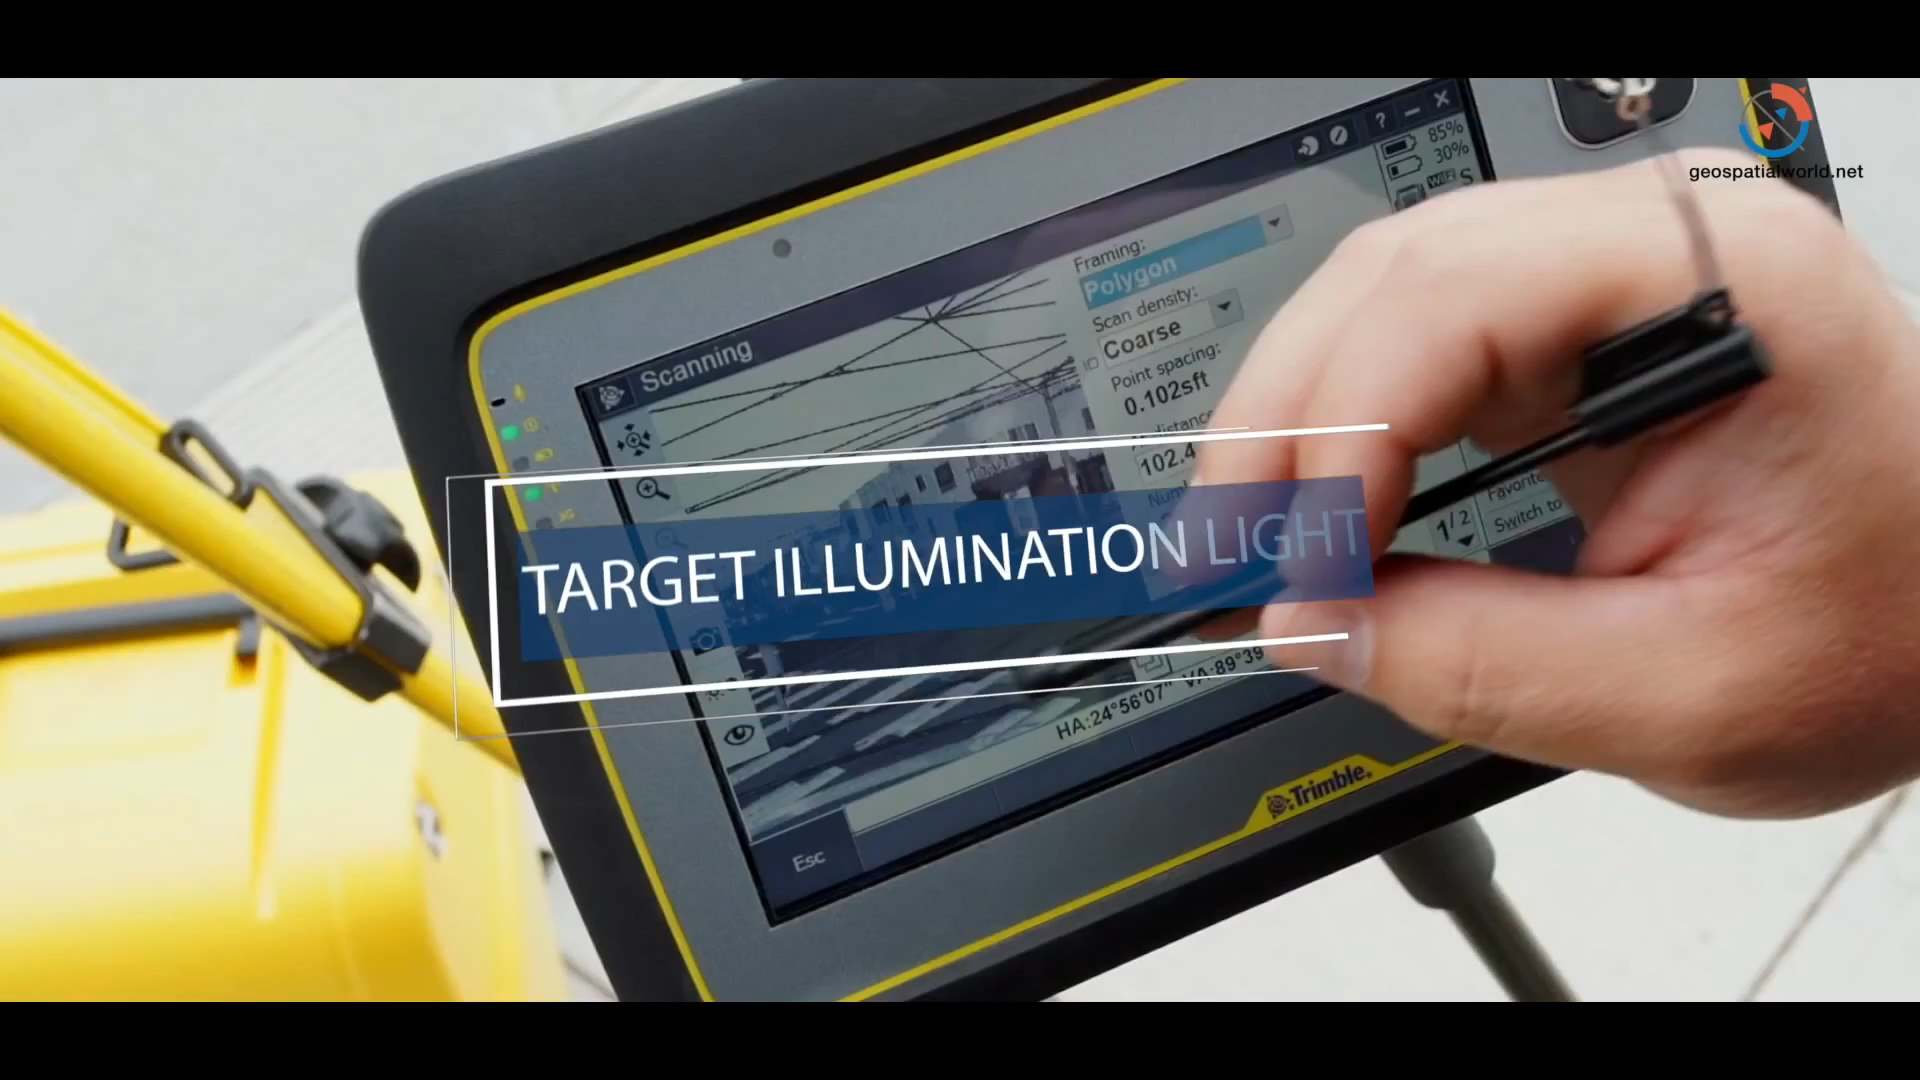 geospatialworld.net
? – ×
85%
30%
WiFi S
Framing:
Polygon
Scan density:
Coarse
Point spacing:
0.102sft
Scanning
102.4
TARGET ILLUMINATION LIGHT
1/2
Switch to
HA:24°56'07" VA:89°39
Trimble.
Esc